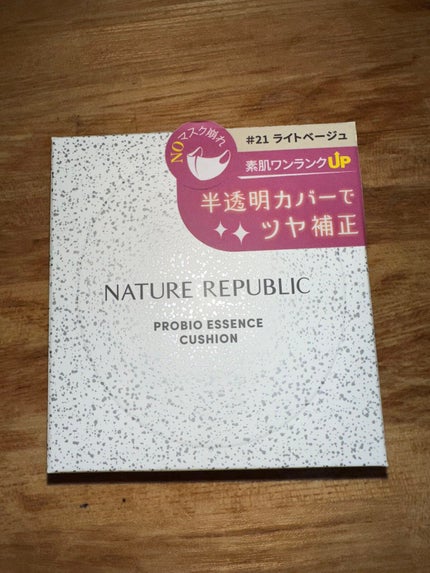 NOマスク崩れ
#21 ライトベージュ
素肌ワンランクUP
半透明カバーで
ツヤ補正
NATURE REPUBLIC
PROBIO ESSENCE
CUSHION